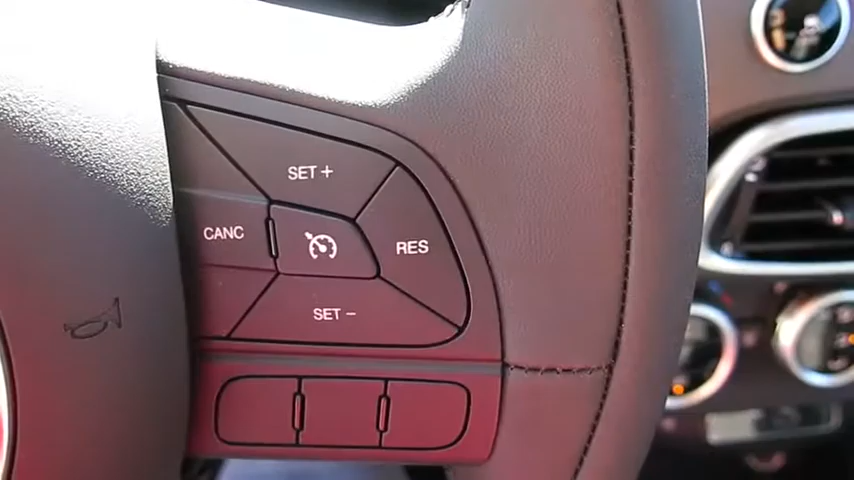 SET +
CANC
RES
SET –